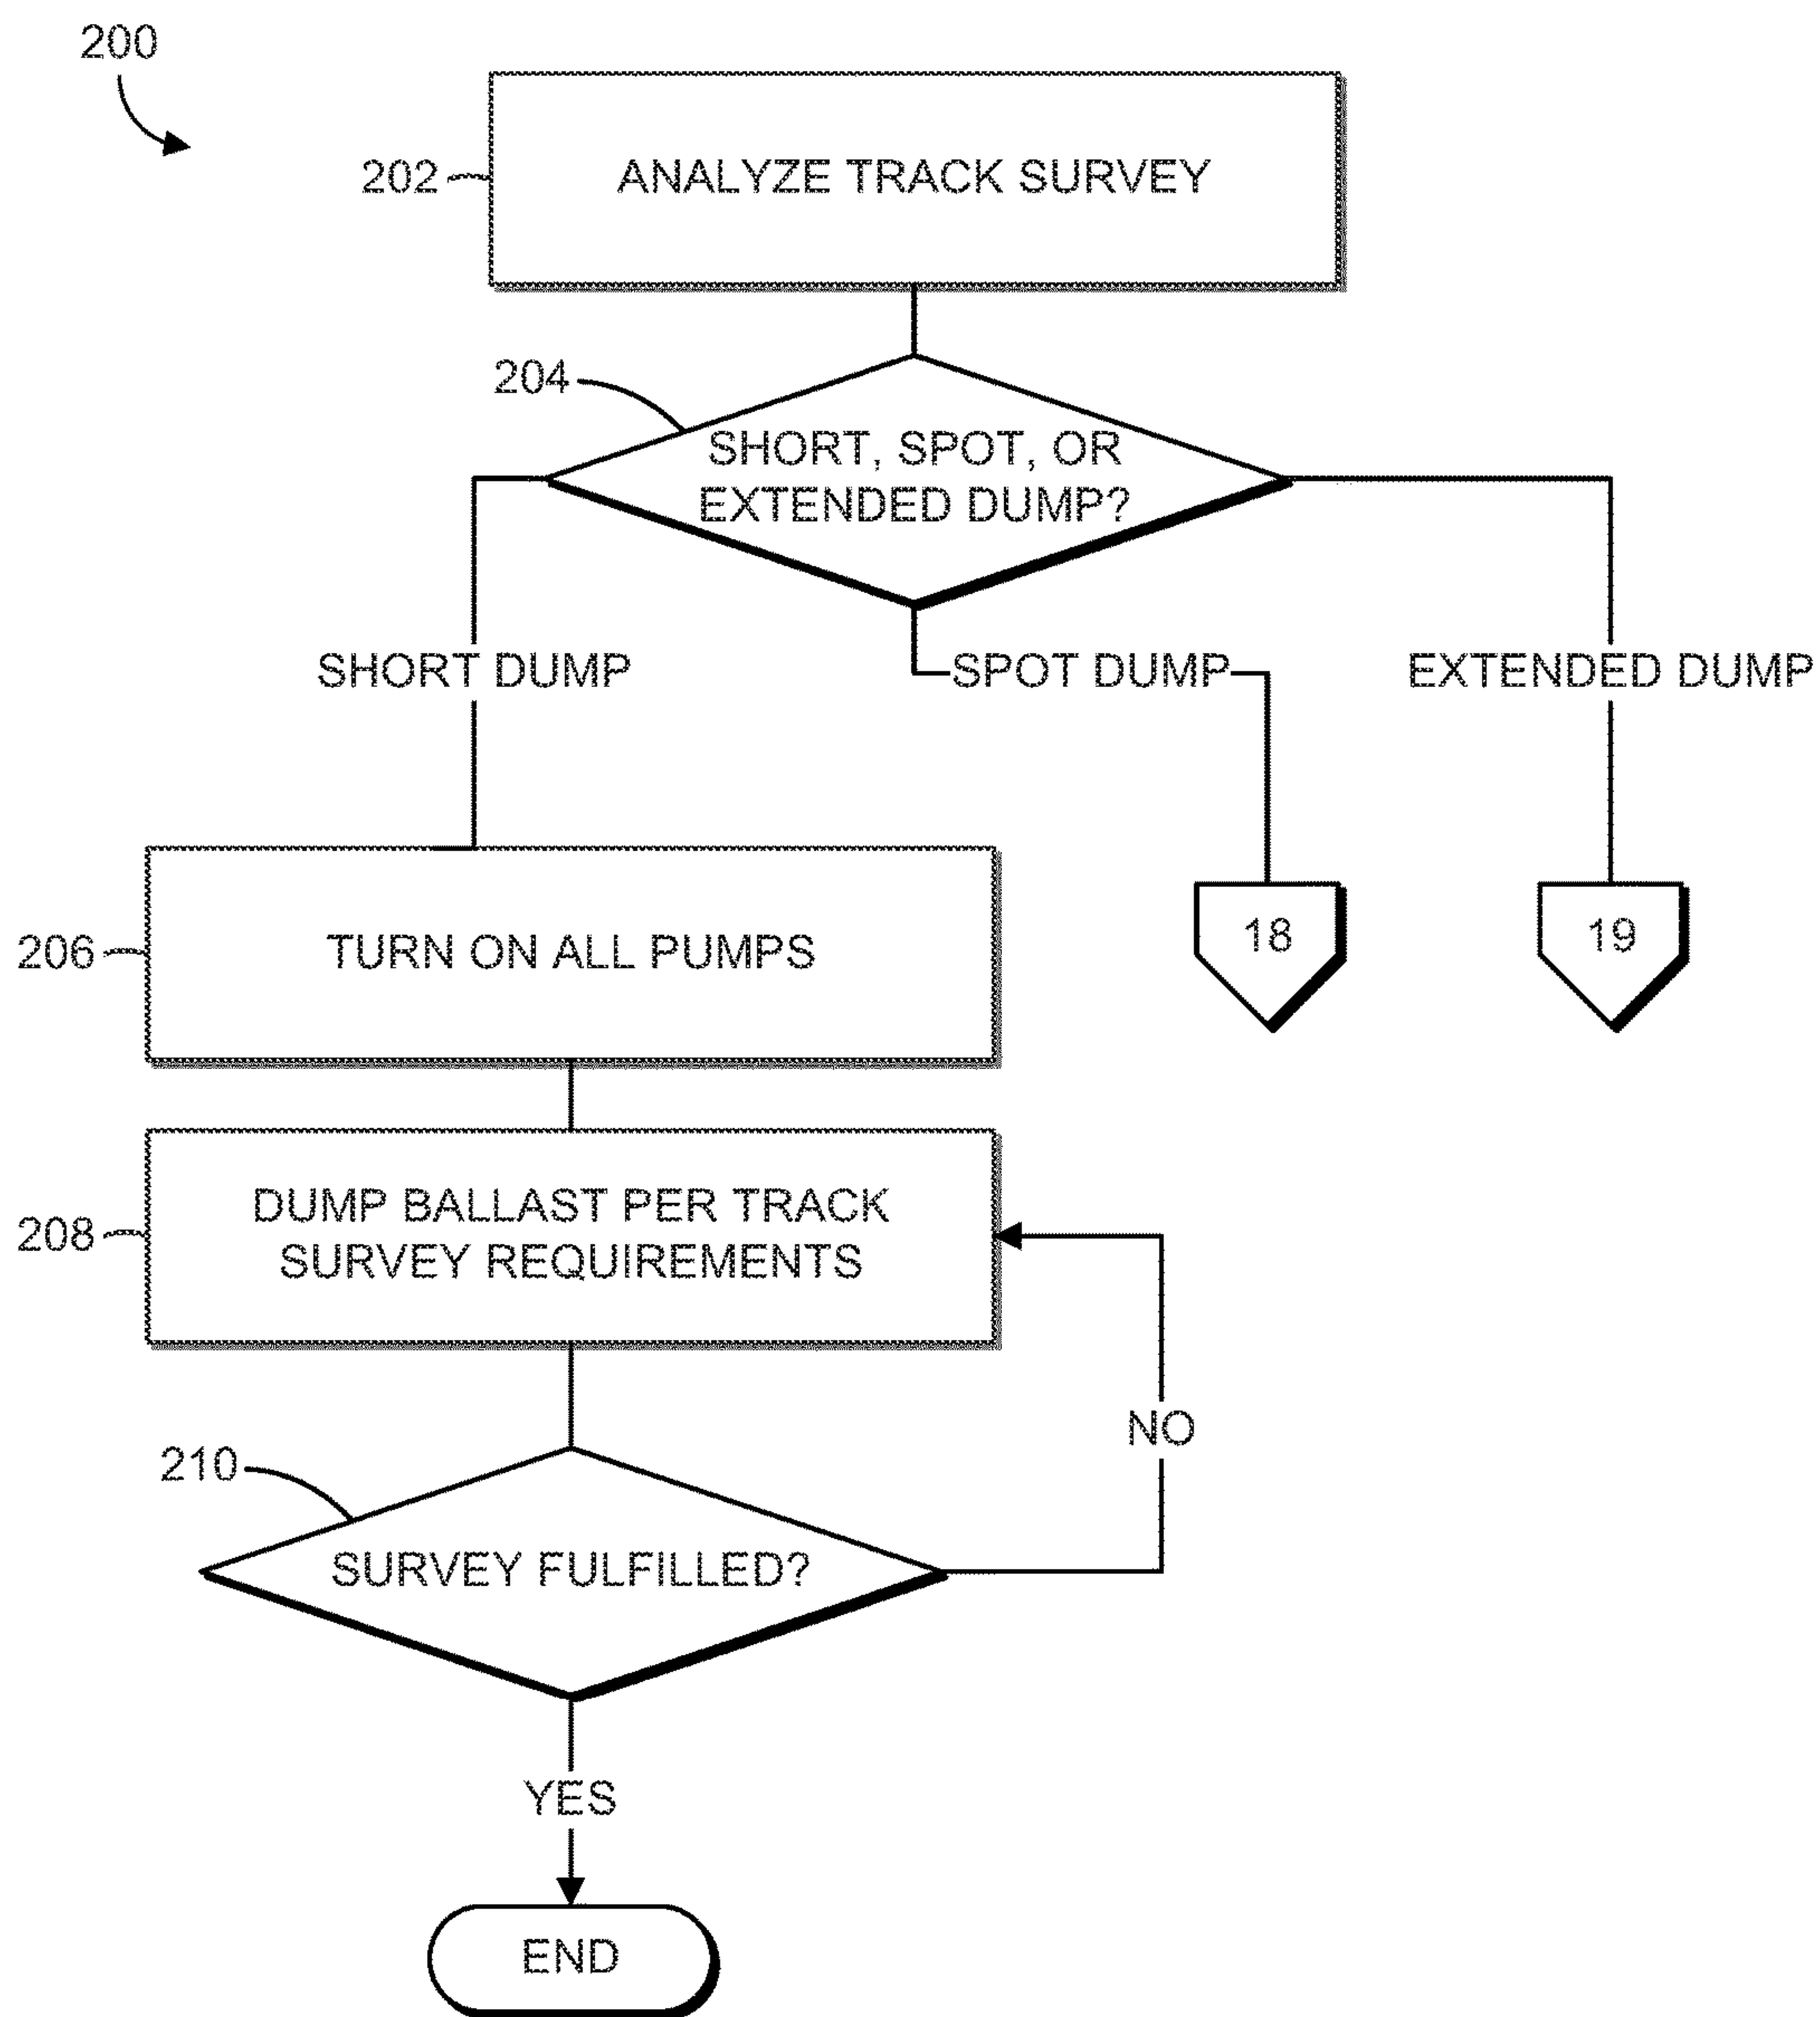 200
202
ANALYZE TRACK SURVEY
204
SHORT, SPOT, OR
EXTENDED DUMP?
SHORT DUMP
SPOT DUMP
EXTENDED DUMP
206
TURN ON ALL PUMPS
18
19
208
DUMP BALLAST PER TRACK
SURVEY REQUIREMENTS
NO
210
SURVEY FULFILLED?
YES
END